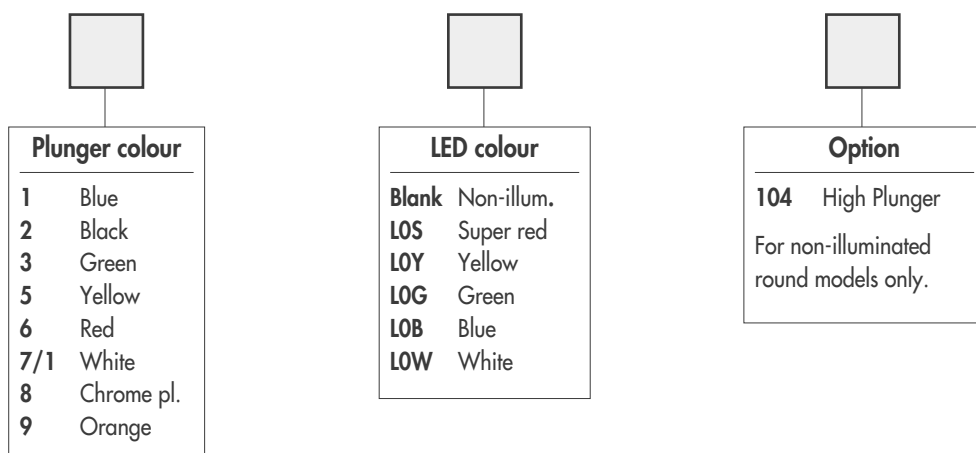 Plunger colour
1 Blue
2 Black
3 Green
5 Yellow
6 Red
7/1 White
8 Chrome pl.
9 Orange
LED colour
Blank Non-illum.
L0S Super red
L0Y Yellow
L0G Green
L0B Blue
L0W White
Option
104 High Plunger
For non-illuminated
round models only.